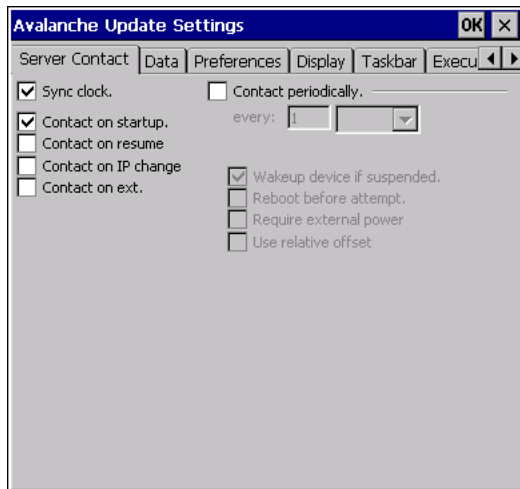 Avalanche Update Settings OK ×
Server Contact Data Preferences Display Taskbar Execu
Sync clock.
Contact on startup.
Contact on resume
Contact on IP change
Contact on ext.
Contact periodically.
every: 1
Wakeup device if suspended.
Reboot before attempt.
Require external power
Use relative offset